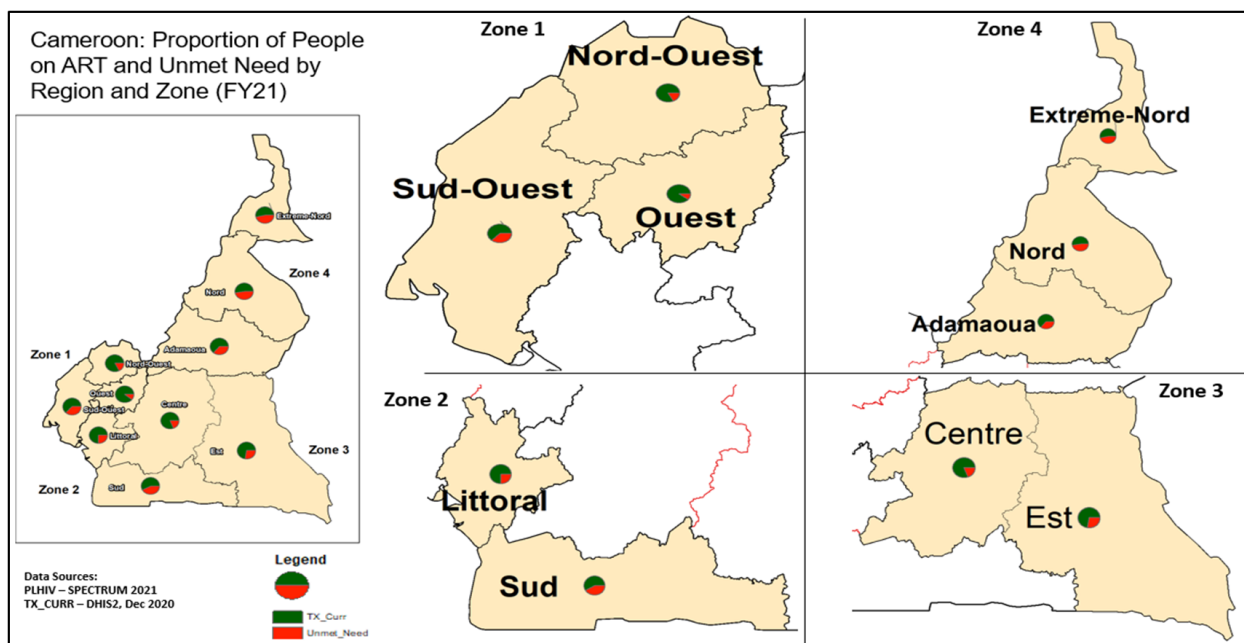 Cameroon: Proportion of People
on ART and Unmet Need by
Region and Zone (FY21)
Extreme-Nord
Zone 4
Nord
Adamaoua
Zone 1
Nord-Ouest
Ouest
Sud-Ouest
Centre
Littoral
Est
Zone 3
Zone 2
Sud
Legend
TX_Curr
Unmet_Need
Data Sources:
PLHIV – SPECTRUM 2021
TX_CURR – DHIS2, Dec 2020
Zone 1
Nord-Ouest
Sud-Ouest
Ouest
Zone 4
Extreme-Nord
Nord
Adamaoua
Zone 2
Littoral
Sud
Zone 3
Centre
Est